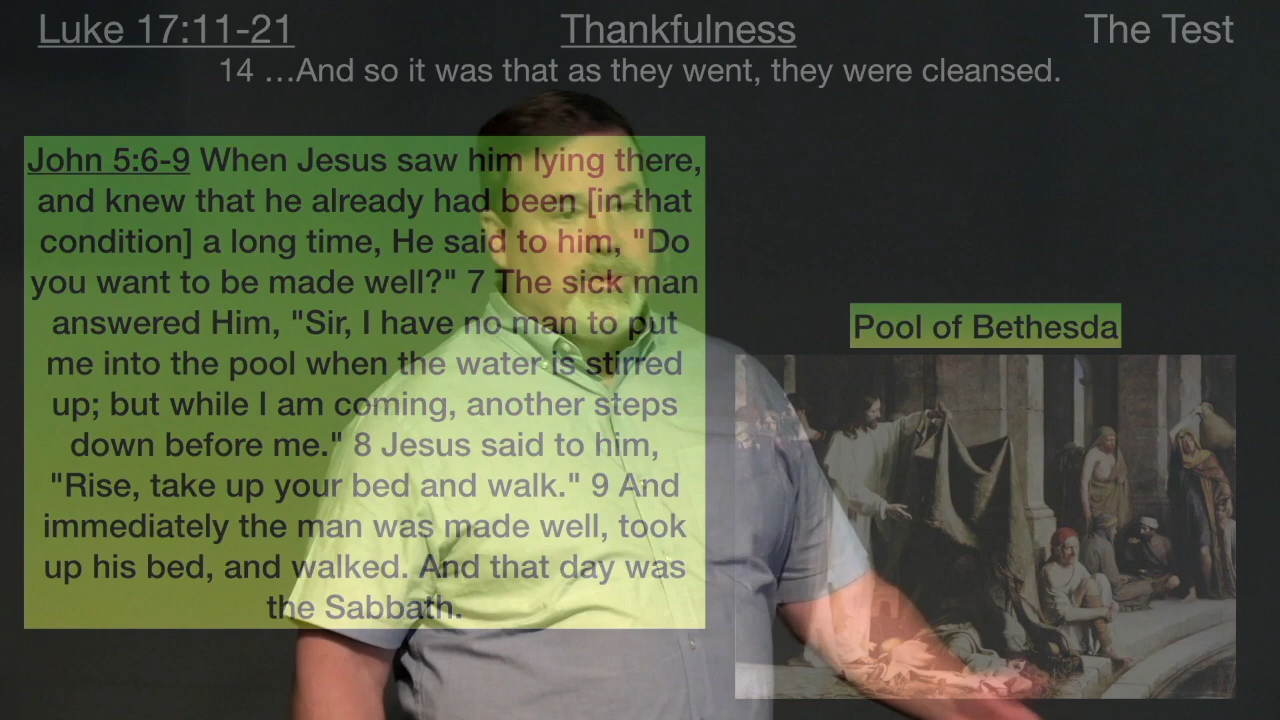 Luke 17:11-21 Thankfulness The Test
14 …And so it was that as they went, they were cleansed.
John 5:6-9 When Jesus saw him lying there,
and knew that he already had been [in that
condition] a long time, He said to him, "Do
you want to be made well?" 7 The sick man
answered Him, "Sir, I have no man to put
me into the pool when the water is stirred
up; but while I am coming, another steps
down before me." 8 Jesus said to him,
"Rise, take up your bed and walk." 9 And
immediately the man was made well, took
up his bed, and walked. And that day was
the Sabbath.
Pool of Bethesda